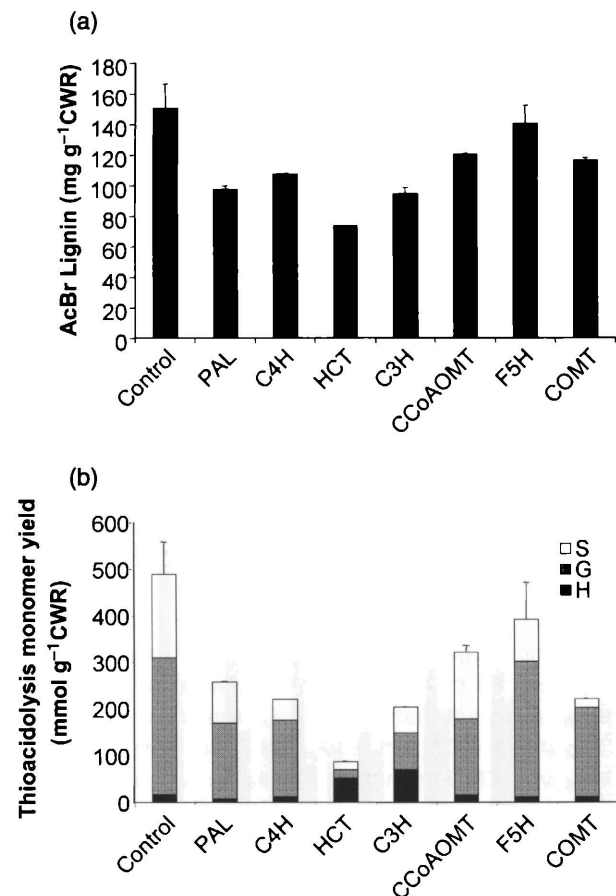 (a)
AcBr Lignin (mg g⁻¹CWR)
180
160
140
120
100
80
60
40
20
0
Control
PAL
C4H
HCT
C3H
CCoAOMT
F5H
COMT
(b)
Thioacidolysis monomer yield
(mmol g⁻¹CWR)
600
500
400
300
200
100
0
S
G
H
Control
PAL
C4H
HCT
C3H
CCoAOMT
F5H
COMT